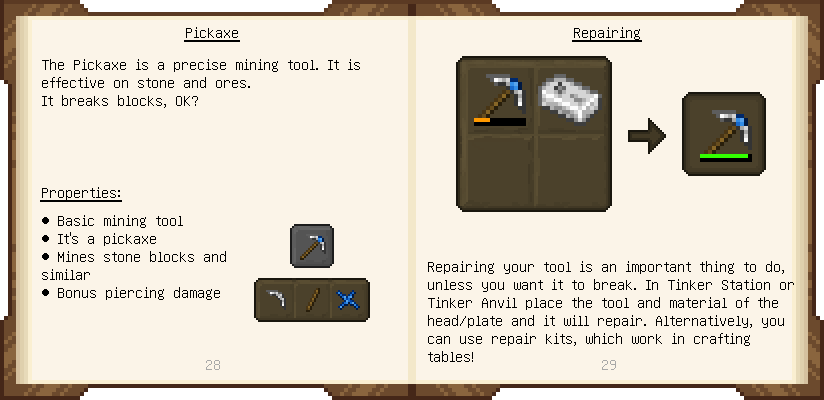 Pickaxe
The Pickaxe is a precise mining tool. It is
effective on stone and ores.
It breaks blocks, OK?
Properties:
• Basic mining tool
• It's a pickaxe
• Mines stone blocks and
similar
• Bonus piercing damage
28
Repairing
Repairing your tool is an important thing to do,
unless you want it to break. In Tinker Station or
Tinker Anvil place the tool and material of the
head/plate and it will repair. Alternatively, you
can use repair kits, which work in crafting
tables!
29